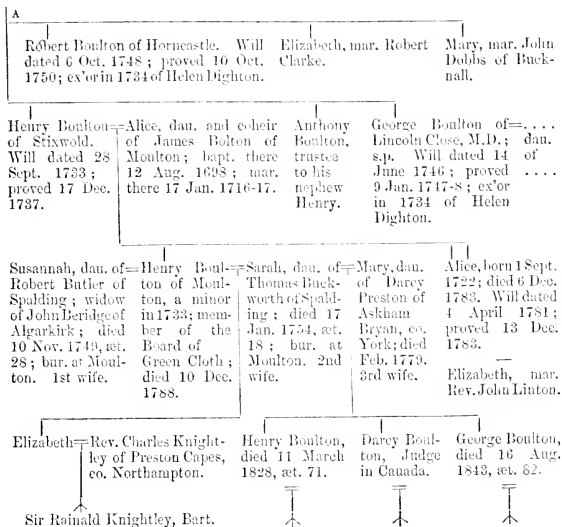 A
Robert Boulton of Horncastle. Will
dated 6 Oct. 1748 ; proved 10 Oct.
1750; ex'or in 1734 of Helen Dighton.
Elizabeth, mar. Robert
Clarke.
Mary, mar. John
Dobbs of Buck-
nall.
Henry Boulton
of Stixwold.
Will dated 28
Sept. 1733 ;
proved 17 Dec.
1737.
Alice, dau. and coheir
of James Bolton of
Moulton ; bapt. there
12 Aug. 1698 ; mar.
there 17 Jan. 1716-17.
Anthony
Boulton,
trustee
to his
nephew
Henry.
George Boulton of
Lincoln Close, M.D. ;
s.p. Will dated 14
June 1746 ; proved
9 Jan. 1747-8 ; ex'or
in 1734 of Helen
Dighton.
. . . .
dau.
of
. . . .
Susannah, dau. of
Robert Butler of
Spalding ; widow
of John Beridge of
Algarkirk ; died
10 Nov. 1749, æt.
28 ; bur. at Moul-
ton. 1st wife.
Henry Boul-
ton of Moul-
ton, a minor
in 1733 ; mem-
ber of the
Board of
Green Cloth ;
died 10 Dec.
1788.
Sarah, dau. of
Thomas Buck-
worth of Spald-
ing ; died 17
Jan. 1754, æt.
18 ; bur. at
Moulton. 2nd
wife.
Mary, dau.
of Darcy
Preston of
Askham
Bryan, co.
York; died
Feb. 1779.
3rd wife.
Alice, born 1 Sept.
1722; died 6 Dec.
1783. Will dated
4 April 1781 ;
proved 13 Dec.
1783.
—
Elizabeth, mar.
Rev. John Linton.
Elizabeth
Rev. Charles Knight-
ley of Preston Capes,
co. Northampton.
Henry Boulton,
died 11 March
1828, æt. 71.
Darcy Boul-
ton, Judge
in Canada.
George Boulton,
died 16 Aug.
1843, æt. 82.
Sir Rainald Knightley, Bart.